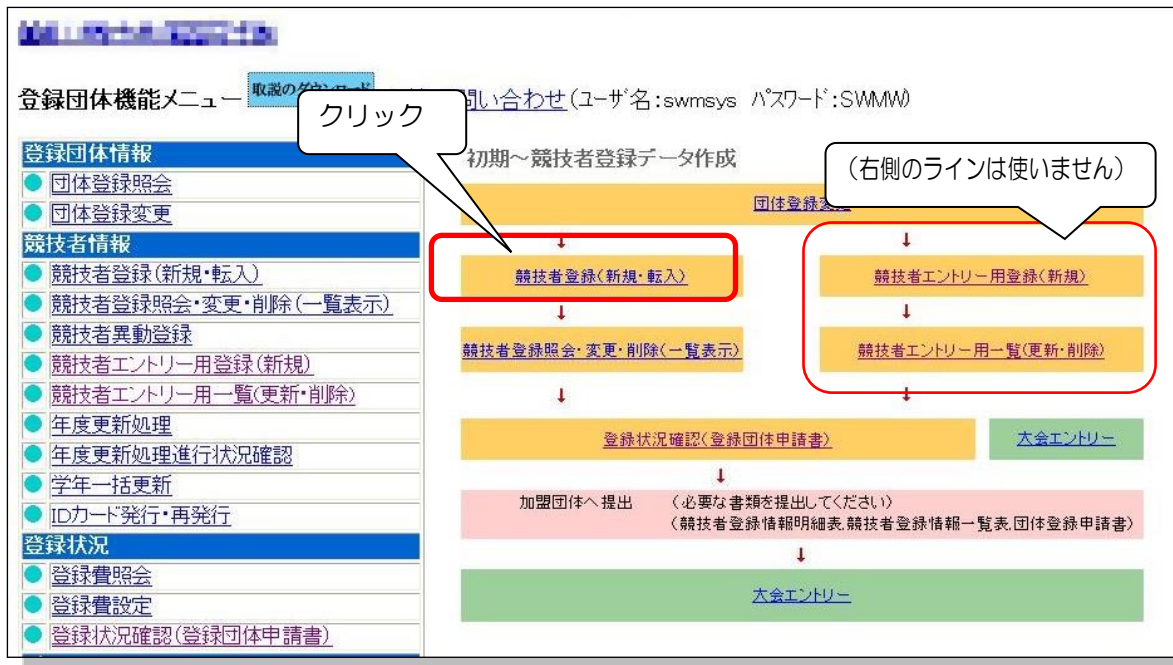 登録団体機能メニュー
問い合わせ(ユーザ名:swmsys パスワード:SWMW)
クリック
(右側のラインは使いません)
登録団体情報
団体登録照会
団体登録変更
競技者情報
競技者登録(新規・転入)
競技者登録照会・変更・削除(一覧表示)
競技者異動登録
競技者エントリー用登録(新規)
競技者エントリー用一覧(更新・削除)
年度更新処理
年度更新処理進行状況確認
学年一括更新
IDカード発行・再発行
登録状況
登録費照会
登録費設定
登録状況確認(登録団体申請書)
初期~競技者登録データ作成
団体登録
↓
↓
競技者登録(新規・転入)
競技者エントリー用登録(新規)
↓
↓
競技者登録照会・変更・削除(一覧表示)
競技者エントリー用一覧(更新・削除)
↓
↓
登録状況確認(登録団体申請書)
大会エントリー
↓
加盟団体へ提出 (必要な書類を提出してください)
(競技者登録情報明細表,競技者登録情報一覧表,団体登録申請書)
↓
大会エントリー